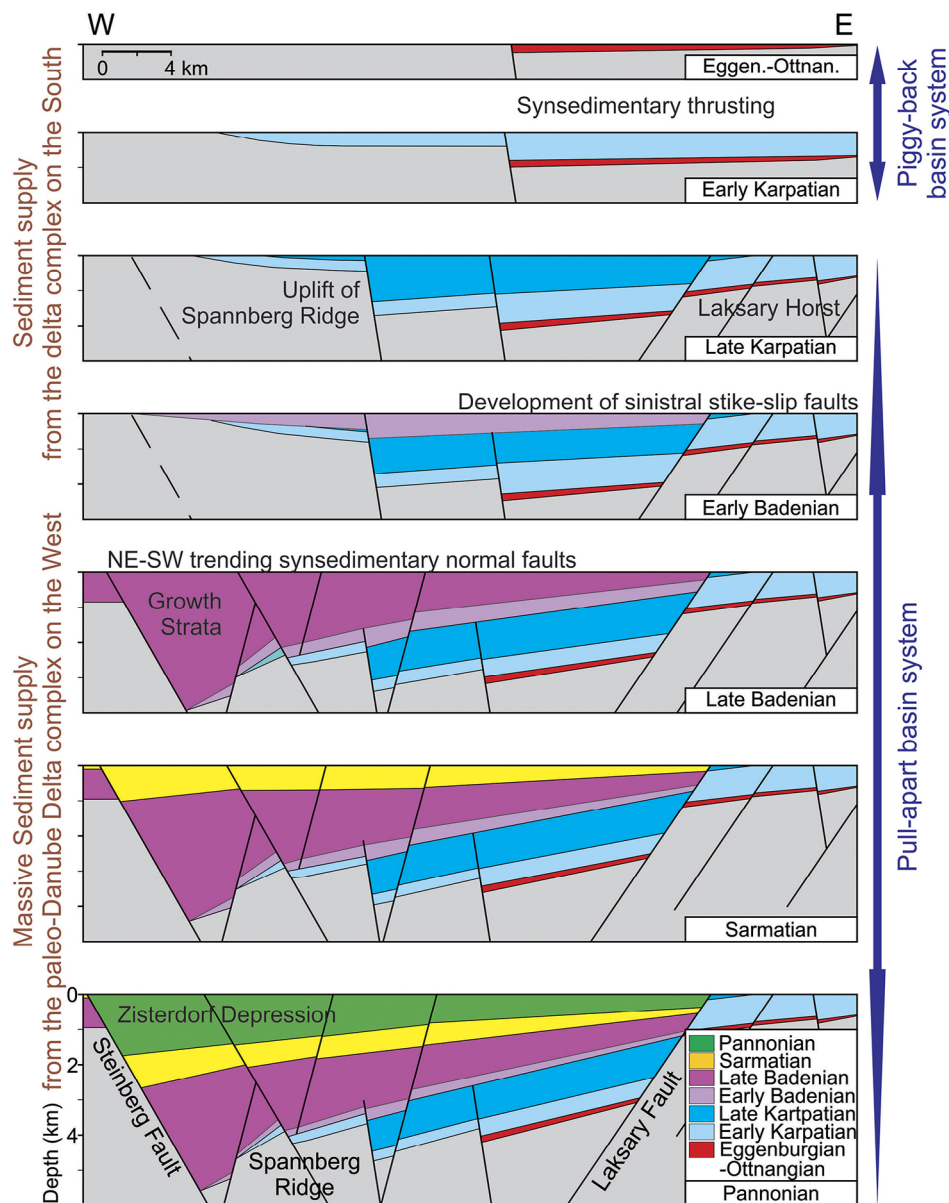 W
E
0
4 km
Eggen.-Ottnan.
Synsedimentary thrusting
Early Karpatian
Piggy-back
basin system
Sediment supply
from the delta complex on the South
Uplift of
Spannberg Ridge
Laksary Horst
Late Karpatian
Development of sinistral stike-slip faults
Early Badenian
NE-SW trending synsedimentary normal faults
Growth
Strata
Late Badenian
Massive Sediment supply
from the paleo-Danube Delta complex on the West
Pull-apart basin system
Sarmatian
0
2
4
Depth (km)
Zisterdorf Depression
Steinberg Fault
Spannberg
Ridge
Laksary Fault
Pannonian
Sarmatian
Late Badenian
Early Badenian
Late Kartpatian
Early Karpatian
Eggenburgian
-Ottnangian
Pannonian